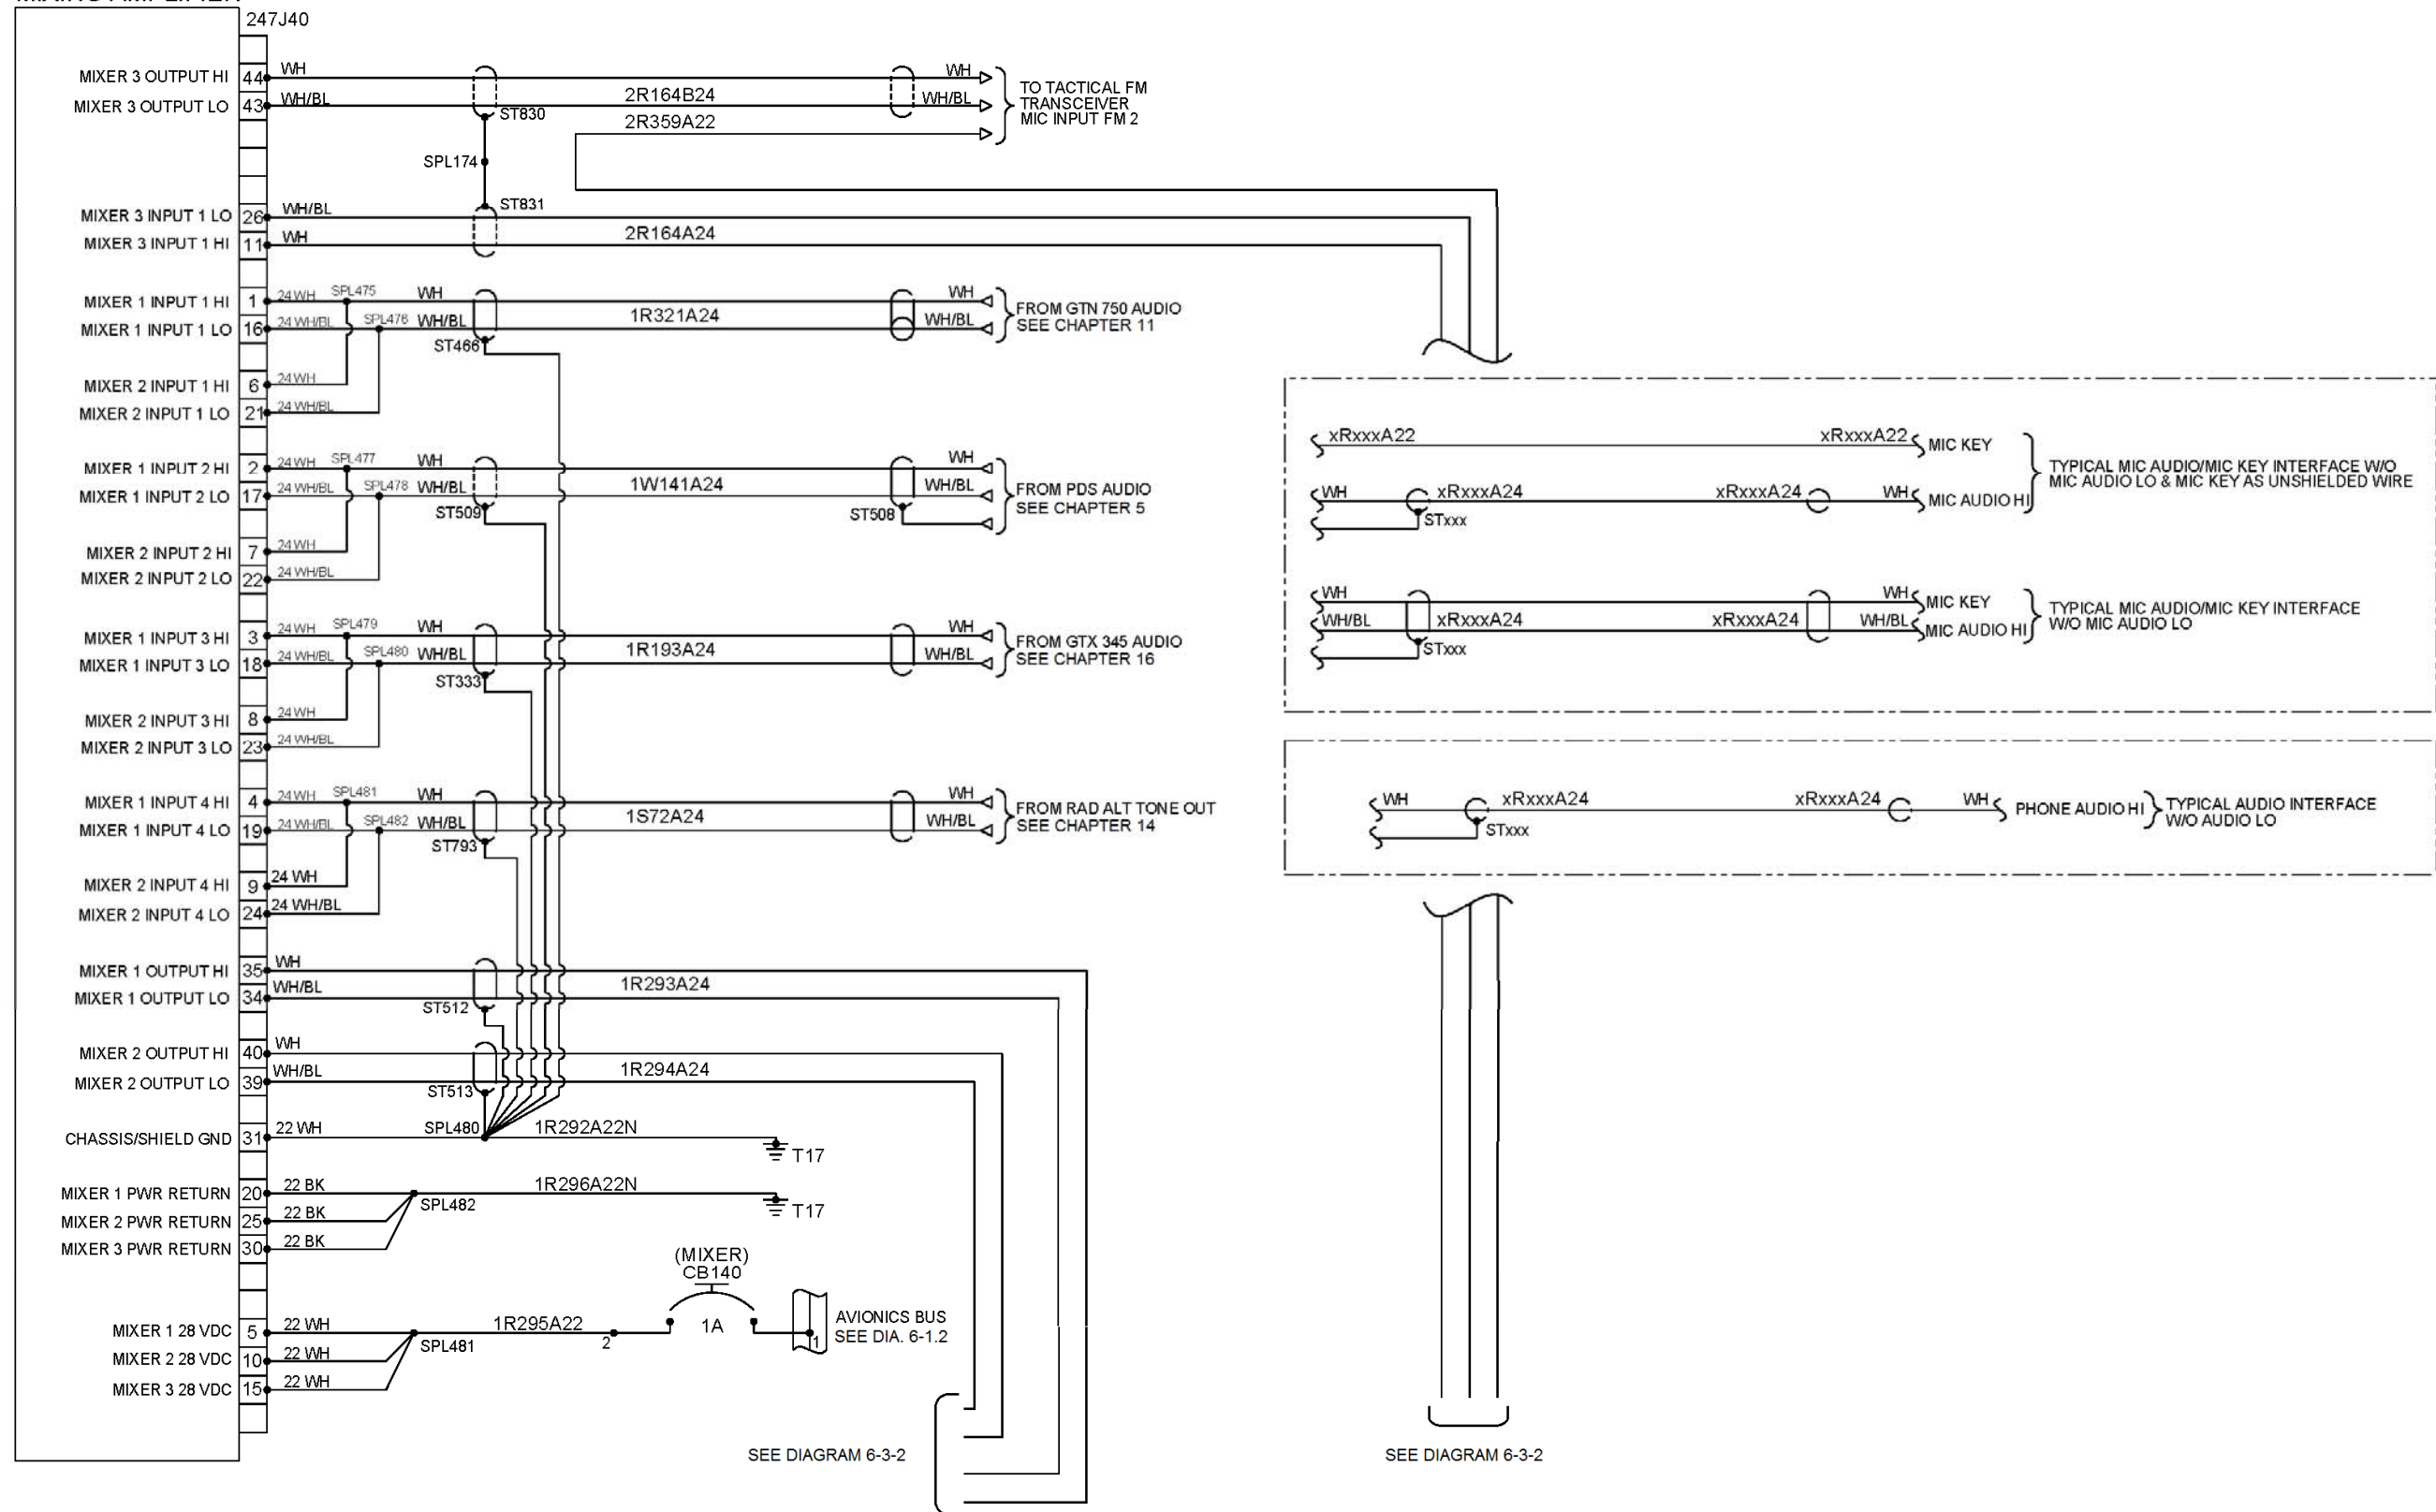 247J40
MIXER 3 OUTPUT HI 44 WH WH
MIXER 3 OUTPUT LO 43 WH/BL 2R164B24 WH/BL
ST830
2R359A22
TO TACTICAL FM
TRANSCEIVER
MIC INPUT FM 2
SPL174
ST831
MIXER 3 INPUT 1 LO 26 WH/BL
MIXER 3 INPUT 1 HI 11 WH 2R164A24
MIXER 1 INPUT 1 HI 1 24 WH SPL475 WH WH
MIXER 1 INPUT 1 LO 16 24 WH/BL SPL476 WH/BL 1R321A24 WH/BL
ST466
FROM GTN 750 AUDIO
SEE CHAPTER 11
MIXER 2 INPUT 1 HI 6 24 WH
MIXER 2 INPUT 1 LO 21 24 WH/BL
MIXER 1 INPUT 2 HI 2 24 WH SPL477 WH WH
MIXER 1 INPUT 2 LO 17 24 WH/BL SPL478 WH/BL 1W141A24 WH/BL
ST509 ST508
FROM PDS AUDIO
SEE CHAPTER 5
MIXER 2 INPUT 2 HI 7 24 WH
MIXER 2 INPUT 2 LO 22 24 WH/BL
MIXER 1 INPUT 3 HI 3 24 WH SPL479 WH WH
MIXER 1 INPUT 3 LO 18 24 WH/BL SPL480 WH/BL 1R193A24 WH/BL
ST333
FROM GTX 345 AUDIO
SEE CHAPTER 16
MIXER 2 INPUT 3 HI 8 24 WH
MIXER 2 INPUT 3 LO 23 24 WH/BL
MIXER 1 INPUT 4 HI 4 24 WH SPL481 WH WH
MIXER 1 INPUT 4 LO 19 24 WH/BL SPL482 WH/BL 1S72A24 WH/BL
ST793
FROM RAD ALT TONE OUT
SEE CHAPTER 14
MIXER 2 INPUT 4 HI 9 24 WH
MIXER 2 INPUT 4 LO 24 24 WH/BL
MIXER 1 OUTPUT HI 35 WH
MIXER 1 OUTPUT LO 34 WH/BL 1R293A24
ST512
MIXER 2 OUTPUT HI 40 WH
MIXER 2 OUTPUT LO 39 WH/BL 1R294A24
ST513
CHASSIS/SHIELD GND 31 22 WH SPL480 1R292A22N
T17
MIXER 1 PWR RETURN 20 22 BK 1R296A22N
SPL482
T17
MIXER 2 PWR RETURN 25 22 BK
MIXER 3 PWR RETURN 30 22 BK
(MIXER)
CB140
1A
MIXER 1 28 VDC 5 22 WH 1R295A22
SPL481 2 1
AVIONICS BUS
SEE DIA. 6-1.2
MIXER 2 28 VDC 10 22 WH
MIXER 3 28 VDC 15 22 WH
SEE DIAGRAM 6-3-2
xRxxxA22 xRxxxA22 MIC KEY
WH xRxxxA24 xRxxxA24 WH MIC AUDIO HI
STxxx
TYPICAL MIC AUDIO/MIC KEY INTERFACE W/O
MIC AUDIO LO & MIC KEY AS UNSHIELDED WIRE
WH WH MIC KEY
WH/BL xRxxxA24 xRxxxA24 WH/BL MIC AUDIO HI
STxxx
TYPICAL MIC AUDIO/MIC KEY INTERFACE
W/O MIC AUDIO LO
WH xRxxxA24 xRxxxA24 WH PHONE AUDIO HI
STxxx
TYPICAL AUDIO INTERFACE
W/O AUDIO LO
SEE DIAGRAM 6-3-2